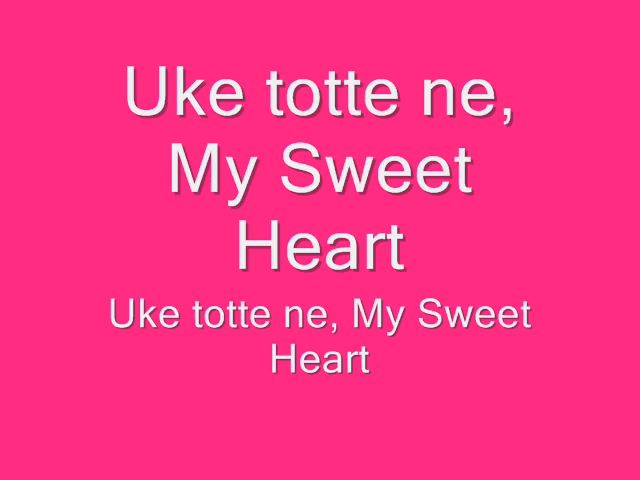 Uke totte ne,
My Sweet
Heart
Uke totte ne, My Sweet
Heart